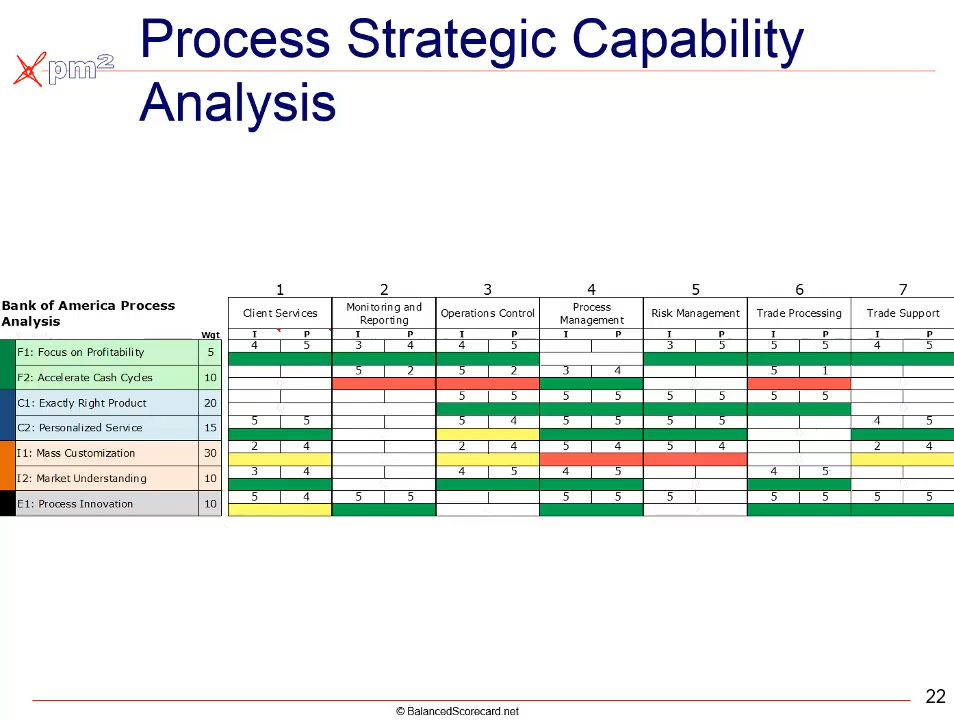 Process Strategic Capability
Analysis
pm2
1 2 3 4 5 6 7
Bank of America Process
Analysis
Client Services Monitoring and Reporting Operations Control Process Management Risk Management Trade Processing Trade Support
Wgt I P I P I P I P I P I P I P
F1: Focus on Profitability 5 4 5 3 4 4 5 3 5 5 5 4 5
F2: Accelerate Cash Cycles 10 5 2 5 2 3 4 5 1
C1: Exactly Right Product 20 5 5 5 5 5 5 5 5
C2: Personalized Service 15 5 5 5 4 5 5 5 5 4 5
I1: Mass Customization 30 2 4 2 4 5 4 5 4 2 4
I2: Market Understanding 10 3 4 4 5 4 5 4 5
E1: Process Innovation 10 5 4 5 5 5 5 5 5 5 5 5
22
© BalancedScorecard.net